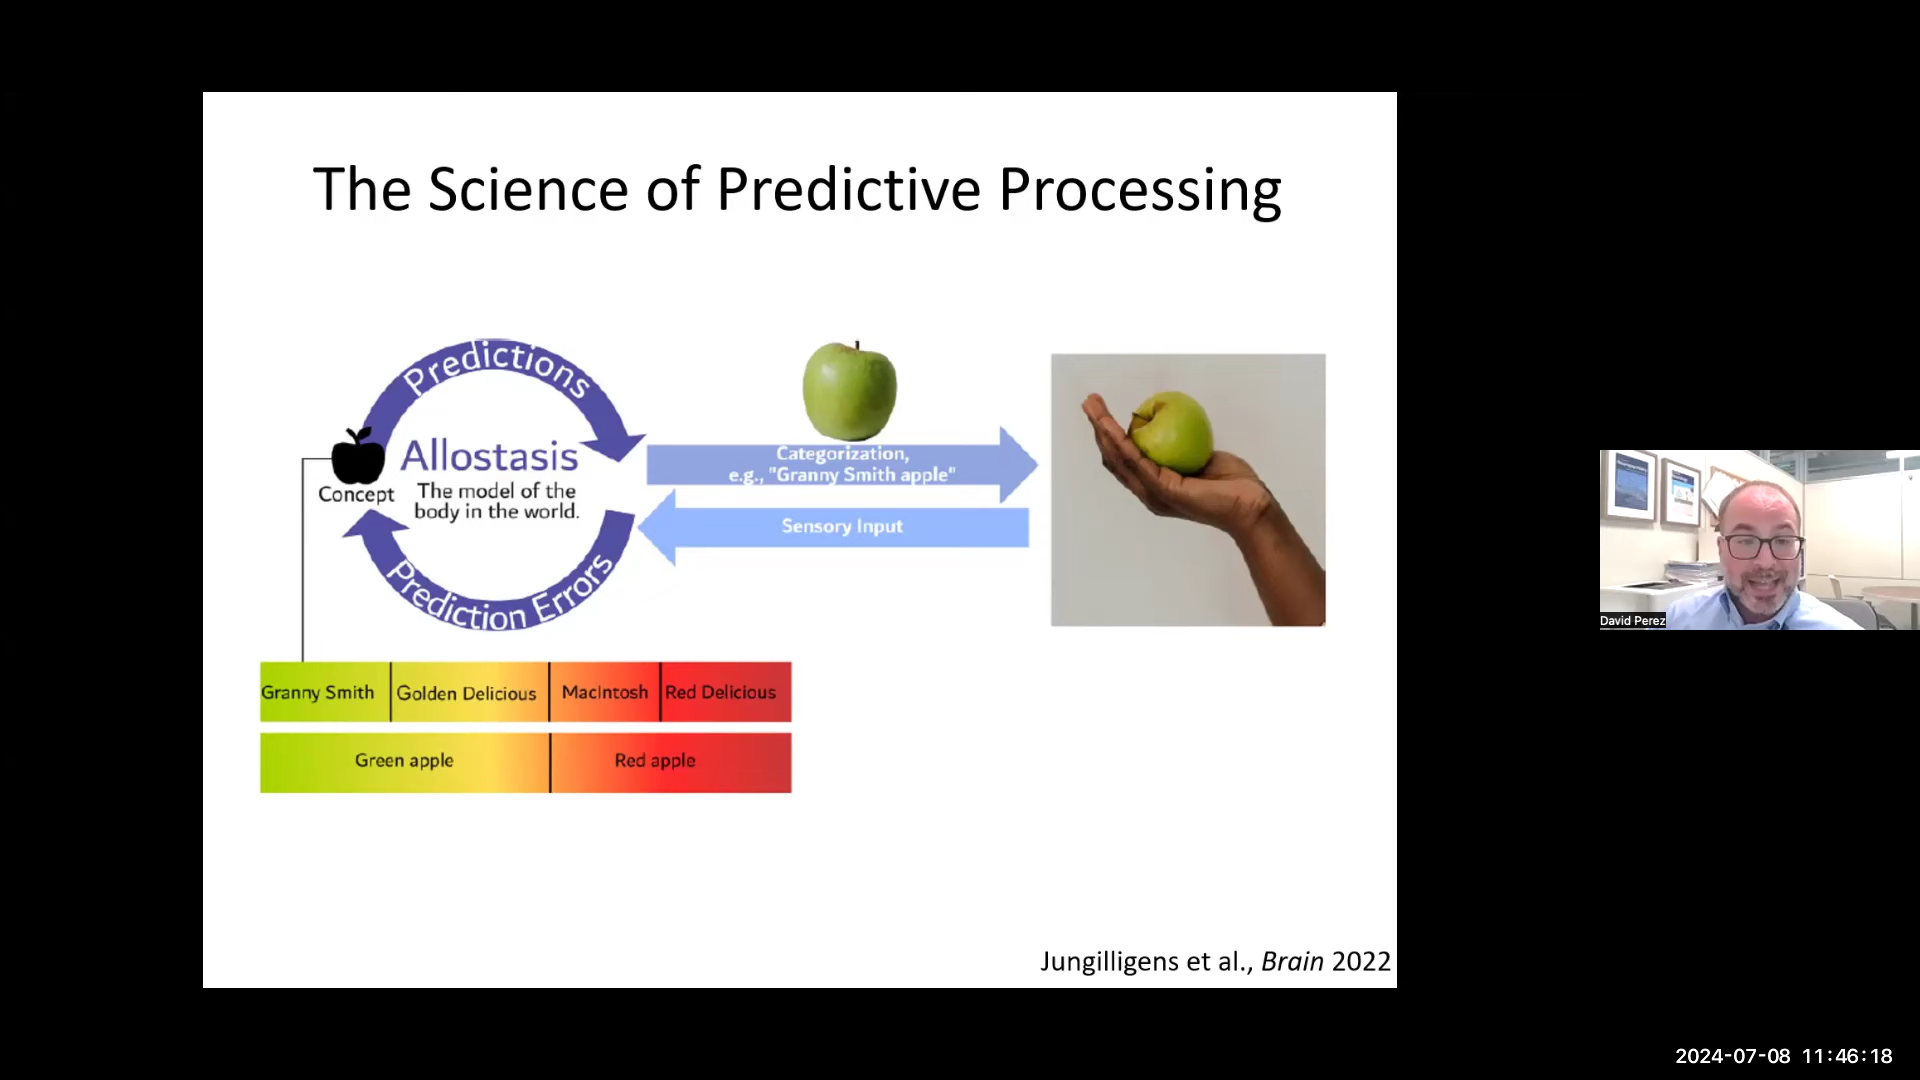 The Science of Predictive Processing
Predictions
Allostasis
The model of the
body in the world.
Concept
Prediction Errors
Categorization,
e.g., "Granny Smith apple"
Sensory Input
Granny Smith
Golden Delicious
MacIntosh
Red Delicious
Green apple
Red apple
Jungilligens et al., Brain 2022
David Perez
2024-07-08 11:46:18